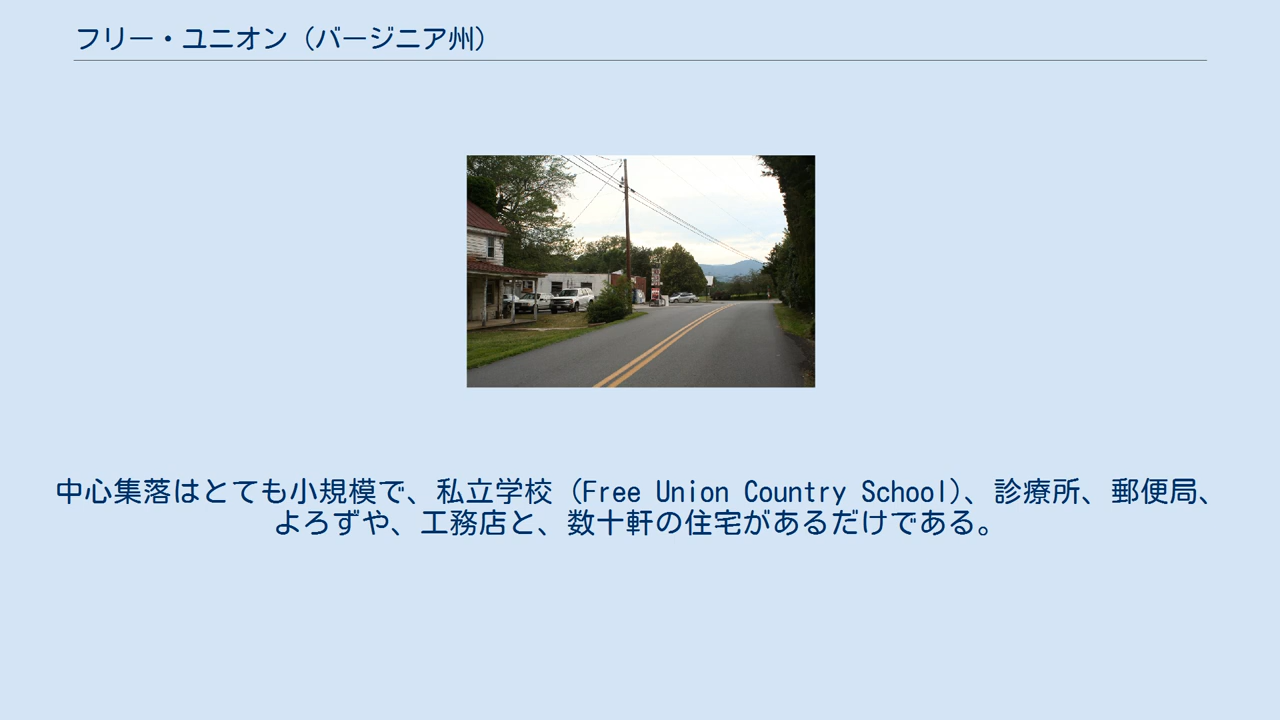 フリー・ユニオン（バージニア州）
中心集落はとても小規模で、私立学校（Free Union Country School）、診療所、郵便局、
よろずや、工務店と、数十軒の住宅があるだけである。